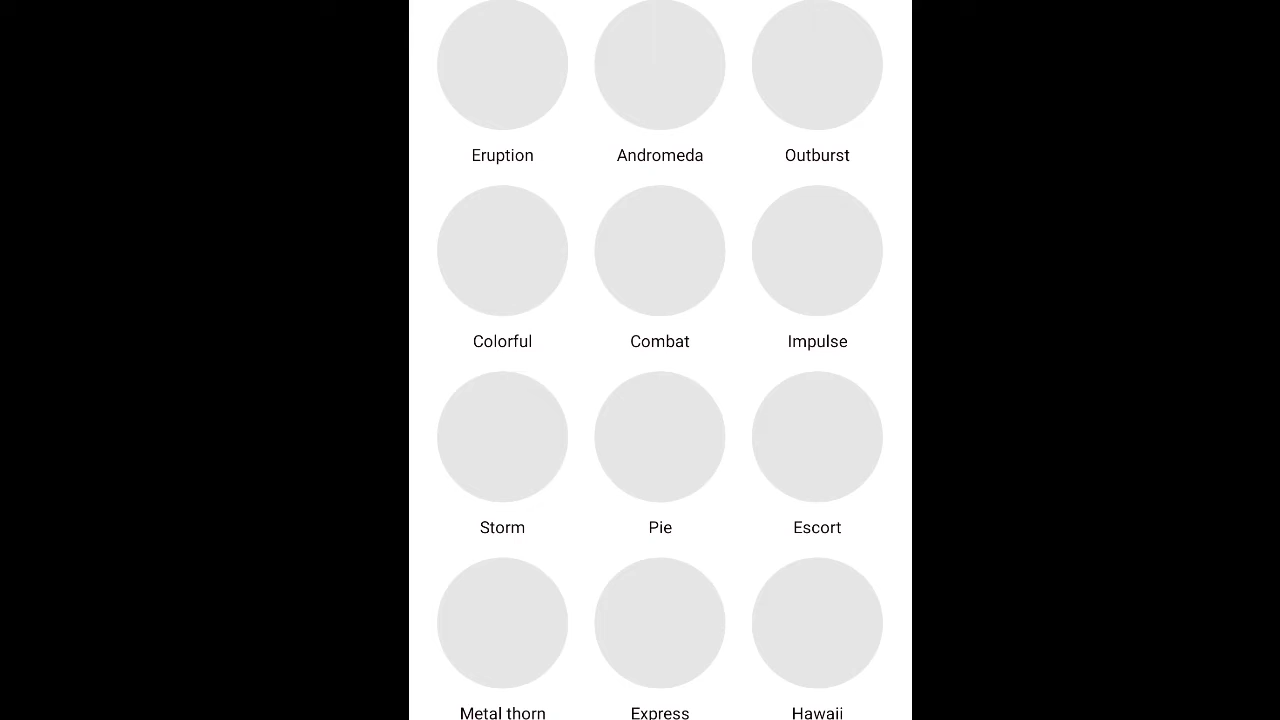 Eruption
Andromeda
Outburst
Colorful
Combat
Impulse
Storm
Pie
Escort
Metal thorn
Express
Hawaii